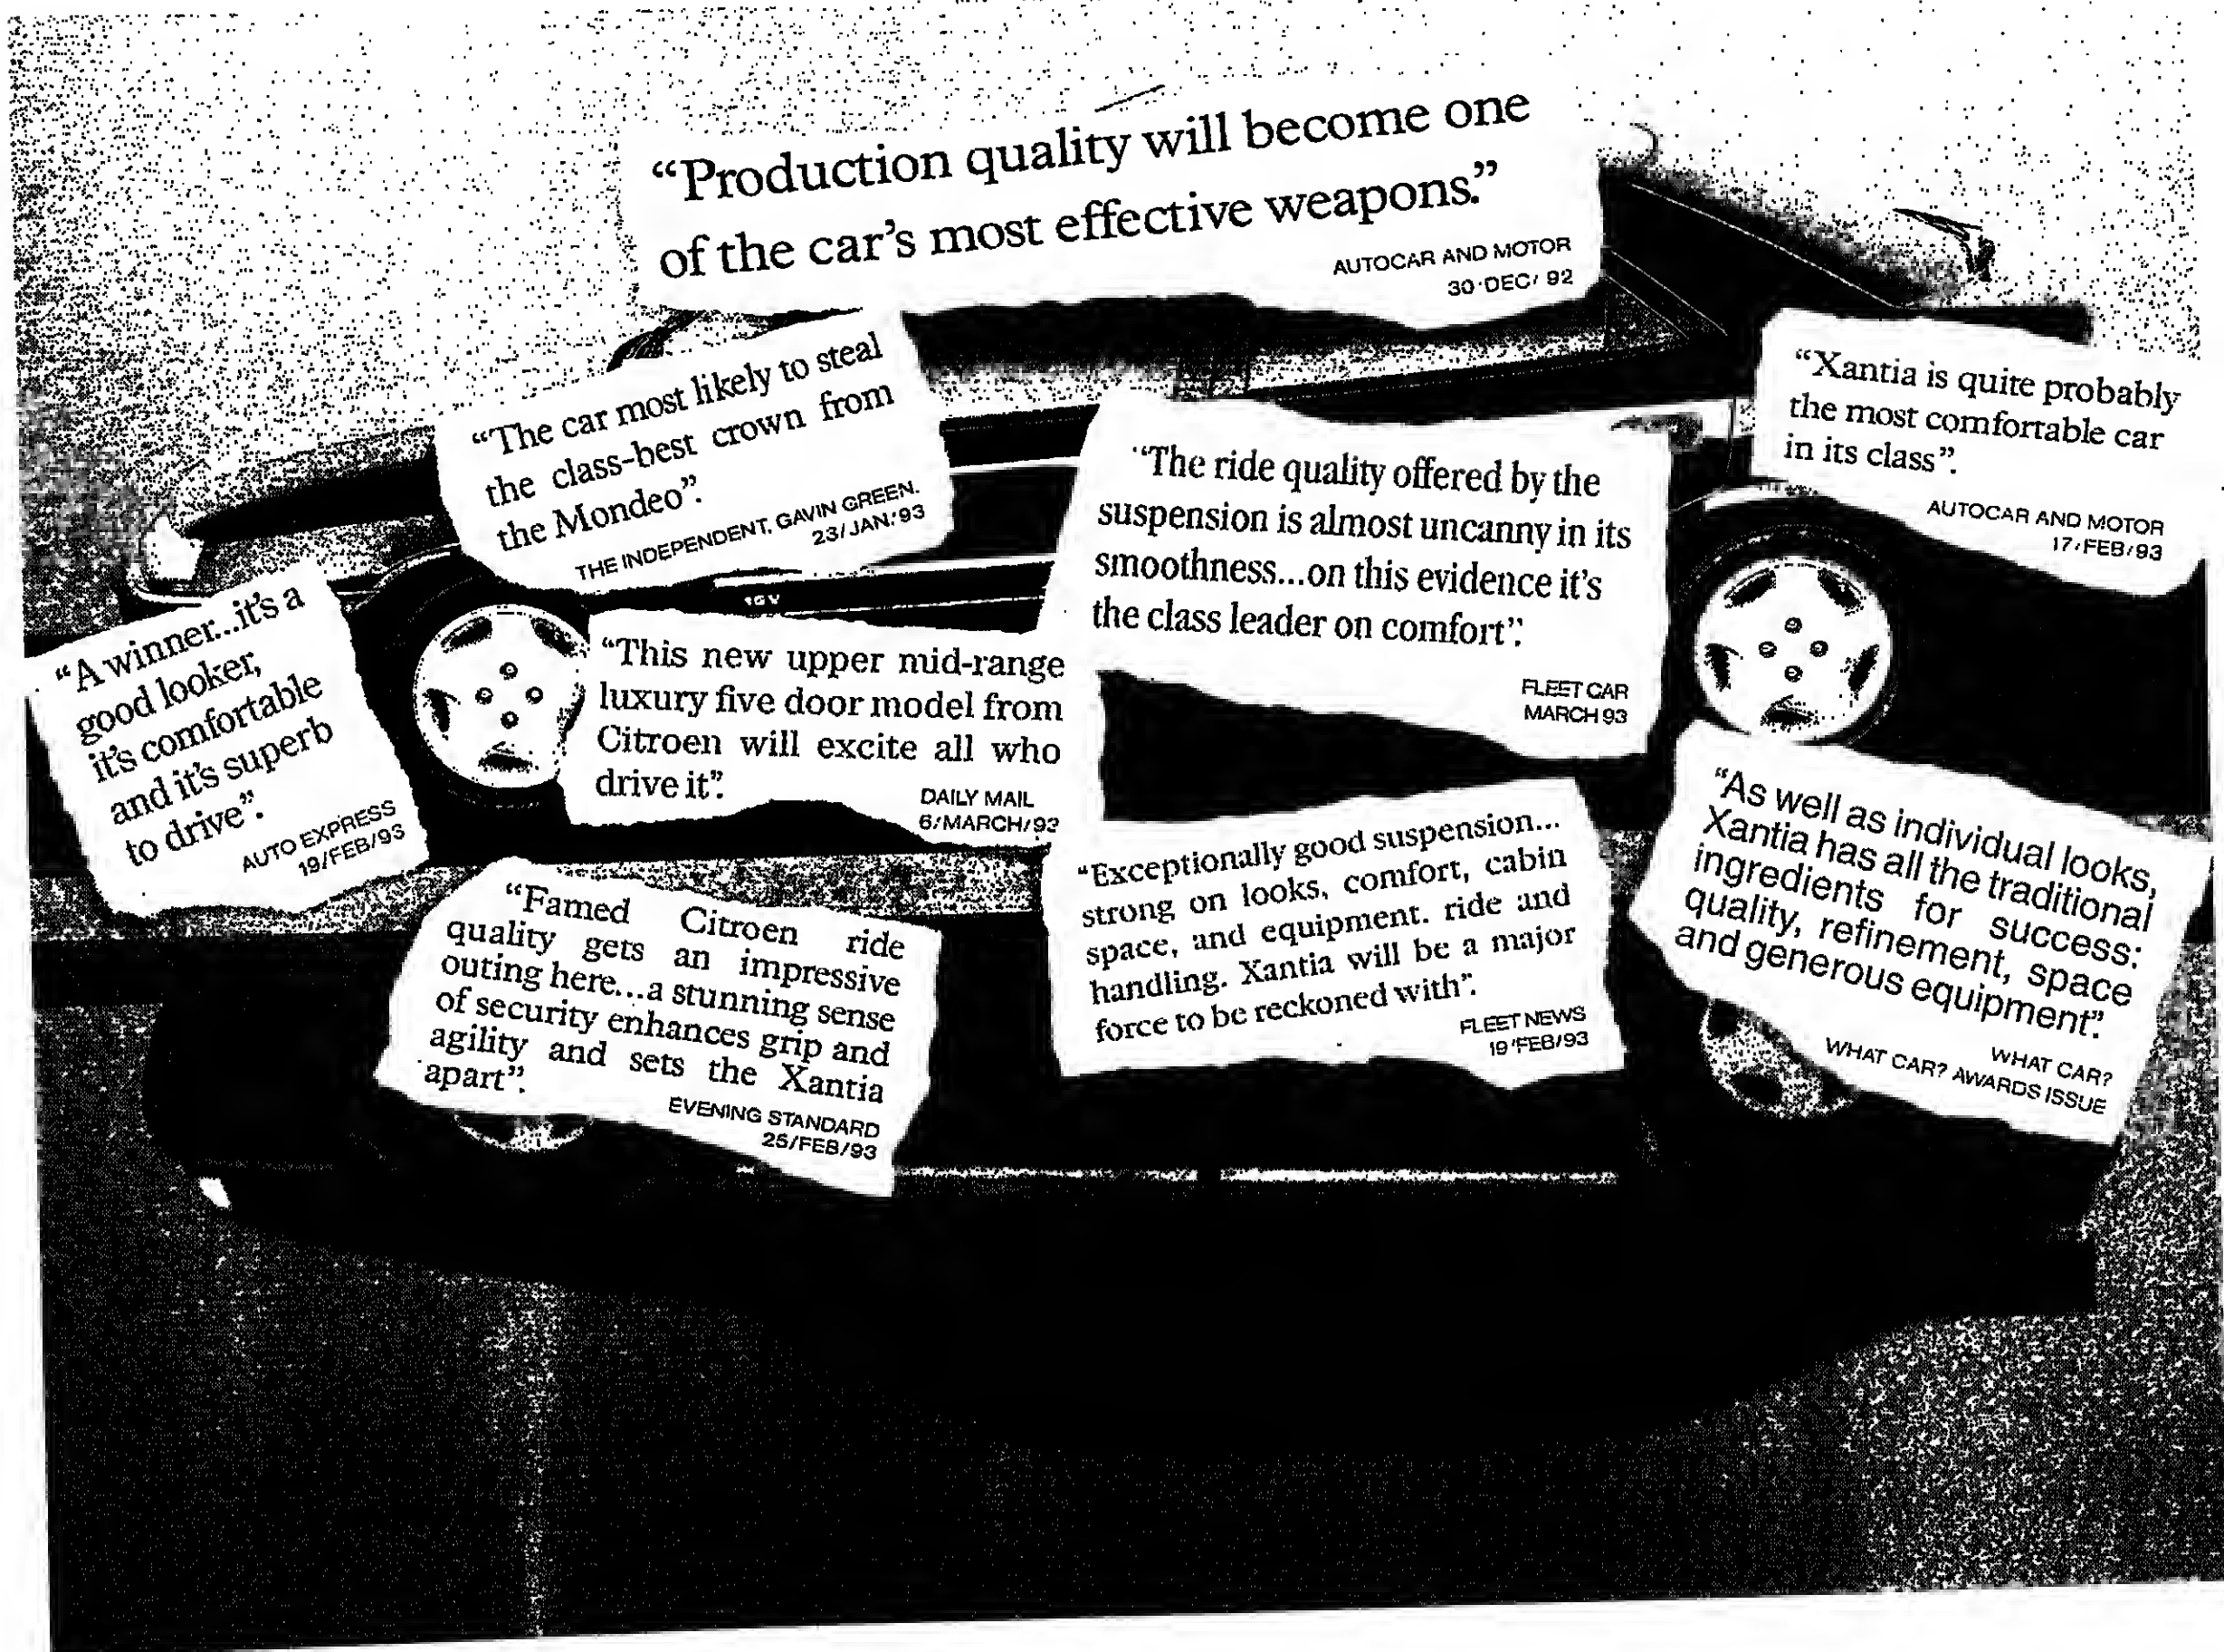 “Production quality will become one
of the car’s most effective weapons.”
AUTOCAR AND MOTOR
30·DEC/ 92
“The car most likely to steal
the class-best crown from
the Mondeo”.
THE INDEPENDENT, GAVIN GREEN.
23/JAN/93
“Xantia is quite probably
the most comfortable car
in its class”.
AUTOCAR AND MOTOR
17/FEB/93
“The ride quality offered by the
suspension is almost uncanny in its
smoothness...on this evidence it’s
the class leader on comfort”.
FLEET CAR
MARCH 93
16V
“A winner...it’s a
good looker,
it’s comfortable
and it’s superb
to drive”.
AUTO EXPRESS
19/FEB/93
“This new upper mid-range
luxury five door model from
Citroen will excite all who
drive it”.
DAILY MAIL
6/MARCH/93
“Exceptionally good suspension...
strong on looks, comfort, cabin
space, and equipment. ride and
handling. Xantia will be a major
force to be reckoned with”.
FLEET NEWS
19/FEB/93
“As well as individual looks,
Xantia has all the traditional
ingredients for success:
quality, refinement, space
and generous equipment”.
WHAT CAR?
WHAT CAR? AWARDS ISSUE
“Famed Citroen ride
quality gets an impressive
outing here...a stunning sense
of security enhances grip and
agility and sets the Xantia
apart”.
EVENING STANDARD
25/FEB/93